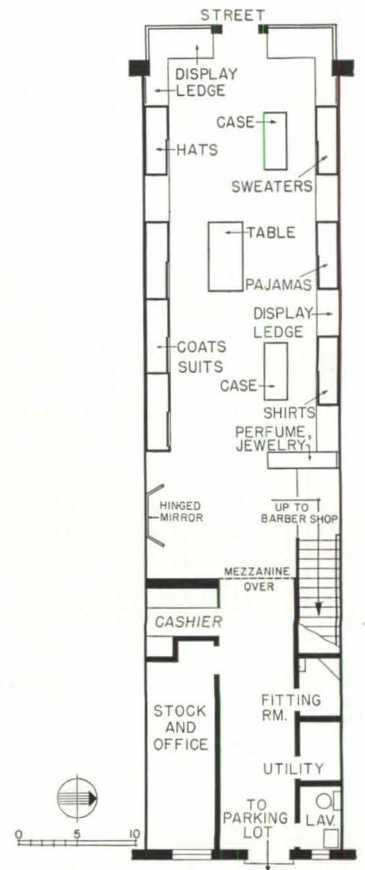 STREET
DISPLAY
LEDGE
CASE
HATS
SWEATERS
TABLE
PAJAMAS
DISPLAY
LEDGE
COATS
SUITS
CASE
SHIRTS
PERFUME,
JEWELRY
HINGED
MIRROR
UP TO
BARBER SHOP
MEZZANINE
OVER
CASHIER
STOCK
AND
OFFICE
FITTING
RM.
UTILITY
TO
PARKING
LOT
LAV.
0 5 10